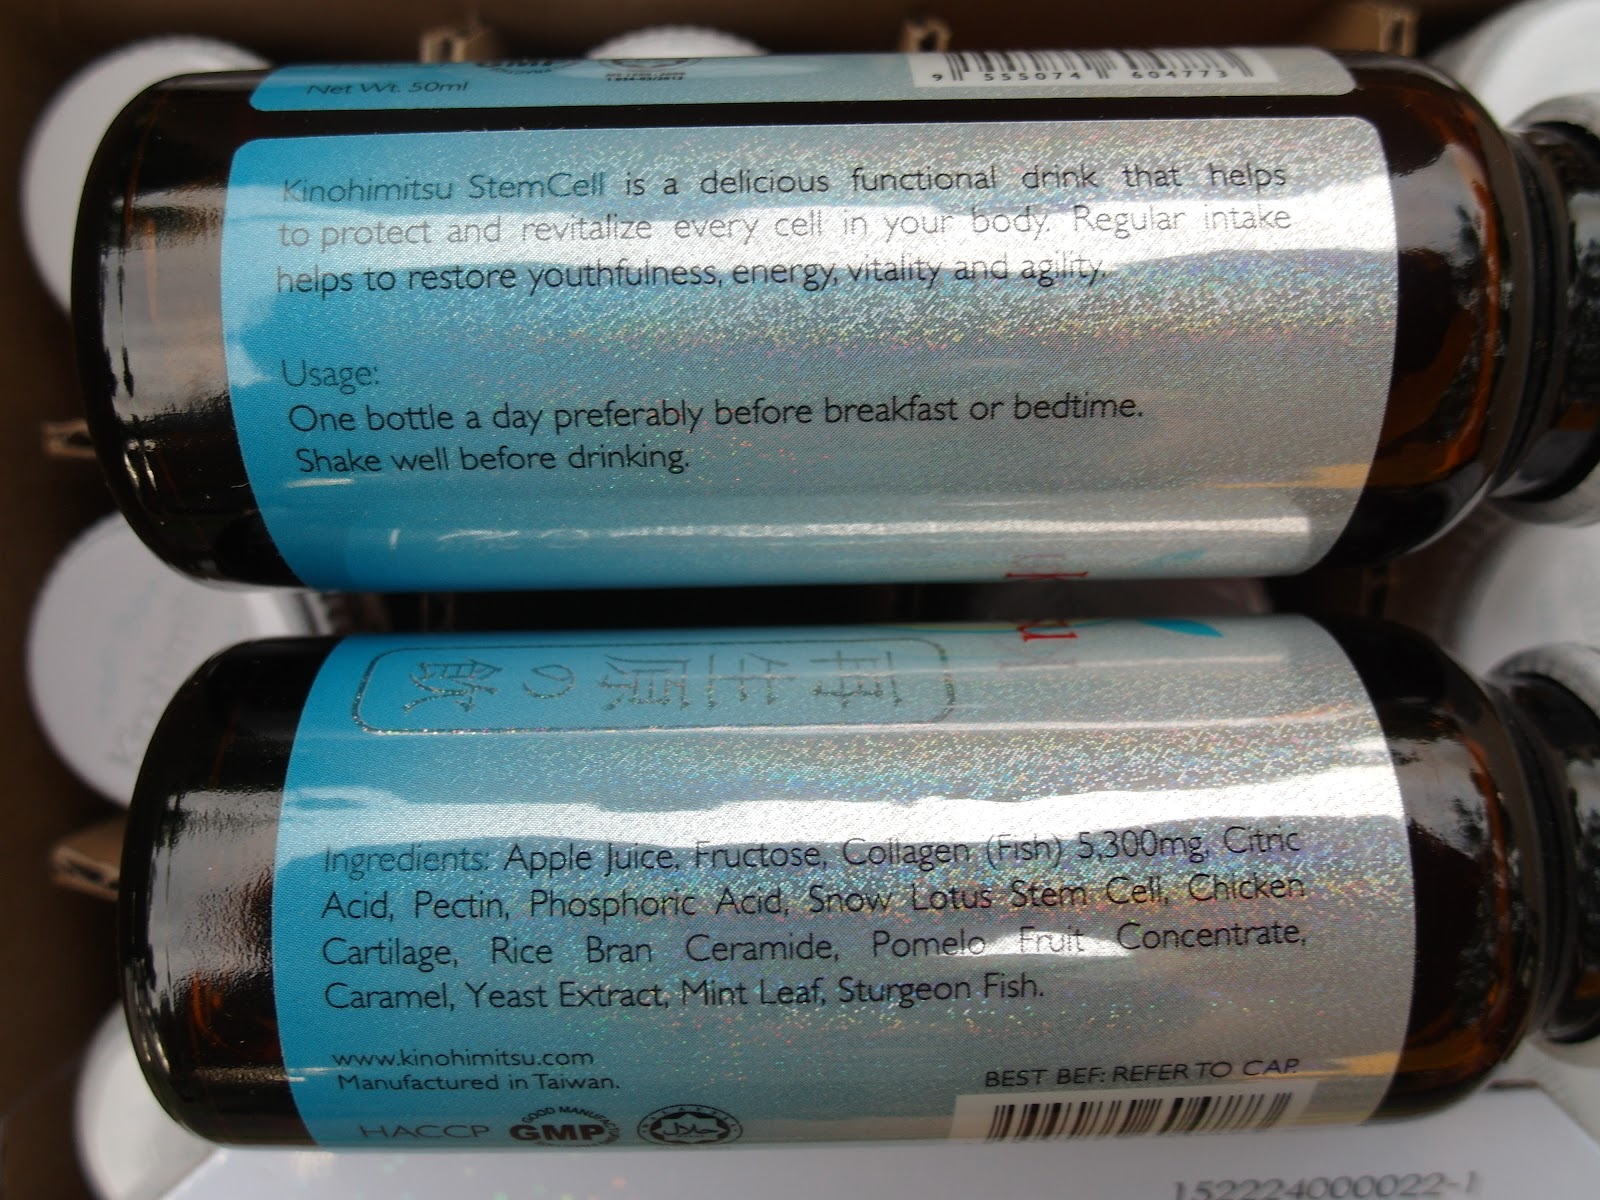 Net Wt. 50ml
GMP
9 555074 604773
Kinohimitsu StemCell is a delicious functional drink that helps
to protect and revitalize every cell in your body. Regular intake
helps to restore youthfulness, energy, vitality and agility.
Usage:
One bottle a day preferably before breakfast or bedtime.
Shake well before drinking.
Ingredients: Apple Juice, Fructose, Collagen (Fish) 5,300mg, Citric
Acid, Pectin, Phosphoric Acid, Snow Lotus Stem Cell, Chicken
Cartilage, Rice Bran Ceramide, Pomelo Fruit Concentrate,
Caramel, Yeast Extract, Mint Leaf, Sturgeon Fish.
www.kinohimitsu.com
Manufactured in Taiwan.
BEST BEF: REFER TO CAP.
HACCP
GOOD MANUFACTURING
GMP
حلال
152224000022-1